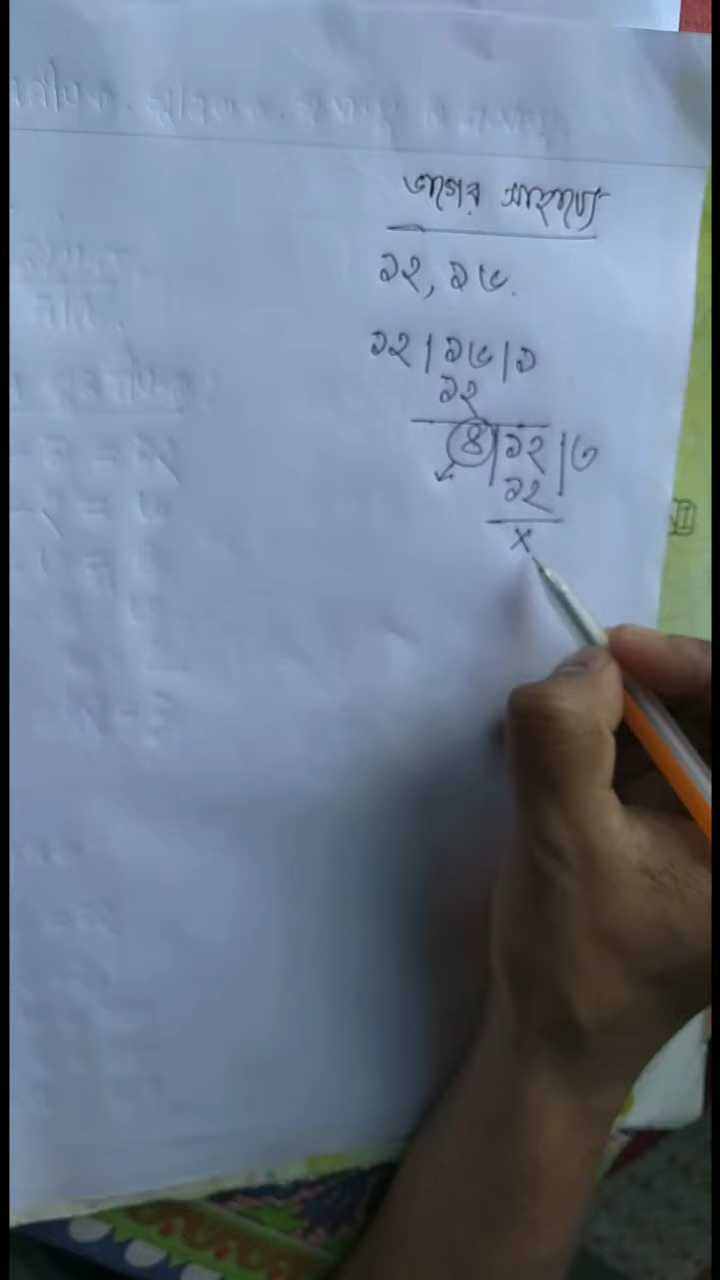 ভাগের সাহায্যে
১২, ১৬.
১২ | ১৬ | ১
১২
৪ | ১২ | ৩
১২
×